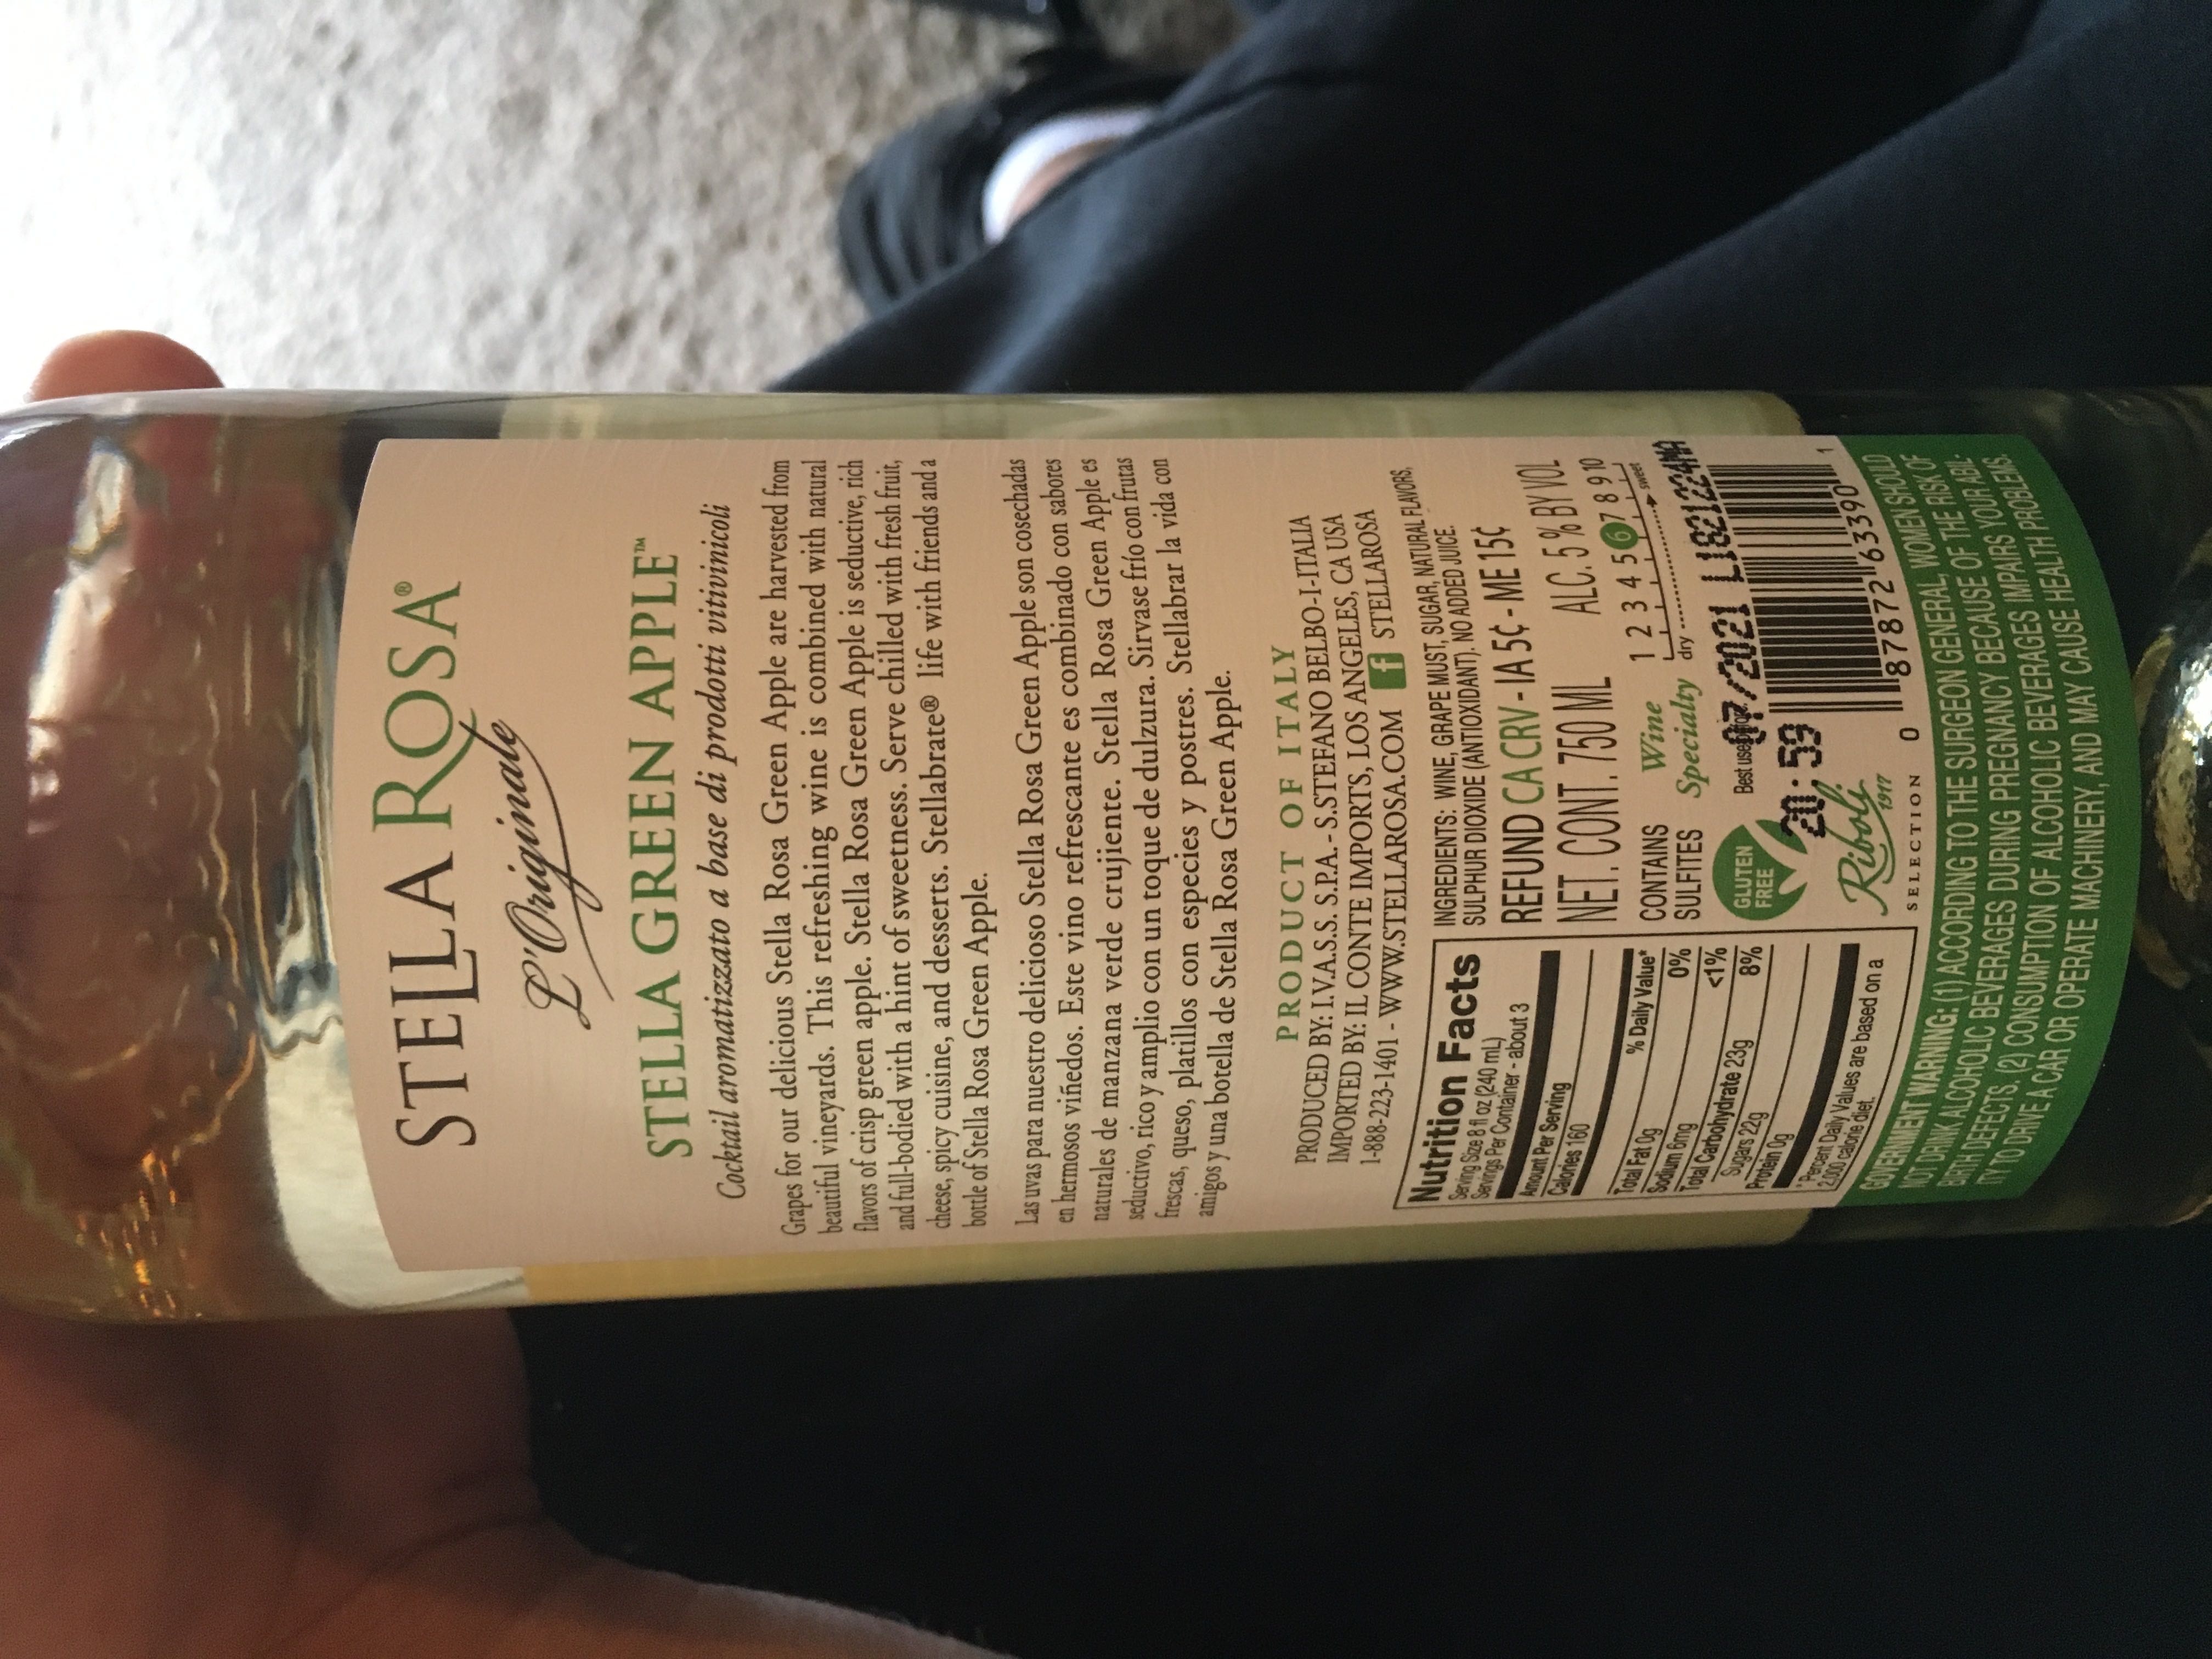 STELLA ROSA®
L'Originale
STELLA GREEN APPLE™
Cocktail aromatizzato a base di prodotti vitivinicoli
Grapes for our delicious Stella Rosa Green Apple are harvested from
beautiful vineyards. This refreshing wine is combined with natural
flavors of crisp green apple. Stella Rosa Green Apple is seductive, rich
and full-bodied with a hint of sweetness. Serve chilled with fresh fruit,
cheese, spicy cuisine, and desserts. Stellabrate® life with friends and a
bottle of Stella Rosa Green Apple.
Las uvas para nuestro delicioso Stella Rosa Green Apple son cosechadas
en hermosos viñedos. Este vino refrescante es combinado con sabores
naturales de manzana verde crujiente. Stella Rosa Green Apple es
seductivo, rico y amplio con un toque de dulzura. Sirvase frío con frutas
frescas, queso, platillos con especies y postres. Stellabrar la vida con
amigos y una botella de Stella Rosa Green Apple.
PRODUCT OF ITALY
PRODUCED BY: I.V.A.S.S. S.P.A.- S.STEFANO BELBO-I-ITALIA
IMPORTED BY: IL CONTE IMPORTS, LOS ANGELES, CA USA
1-888-223-1401 - WWW.STELLAROSA.COM f STELLAROSA
Nutrition Facts
Serving Size 8 fl oz (240 mL)
Servings Per Container - about 3
Amount Per Serving
Calories 160
% Daily Value*
Total Fat 0g 0%
Sodium 6mg <1%
Total Carbohydrate 23g 8%
Sugars 22g
Protein 0g
*Percent Daily Values are based on a
2,000 calorie diet.
INGREDIENTS: WINE, GRAPE MUST, SUGAR, NATURAL FLAVORS,
SULPHUR DIOXIDE (ANTIOXIDANT). NO ADDED JUICE.
REFUND CA CRV - IA 5¢ - ME 15¢
NET. CONT. 750 ML ALC. 5 % BY VOL
CONTAINS
SULFITES
Wine
Specialty
1 2 3 4 5 6 7 8 9 10
dry sweet
GLUTEN
FREE
Best use
07/2021 L182124MA
20:59
Riboli
1917
SELECTION
0 87872 63390 1
GOVERNMENT WARNING: (1) ACCORDING TO THE SURGEON GENERAL, WOMEN SHOULD
NOT DRINK ALCOHOLIC BEVERAGES DURING PREGNANCY BECAUSE OF THE RISK OF
BIRTH DEFECTS. (2) CONSUMPTION OF ALCOHOLIC BEVERAGES IMPAIRS YOUR ABIL-
ITY TO DRIVE A CAR OR OPERATE MACHINERY, AND MAY CAUSE HEALTH PROBLEMS.